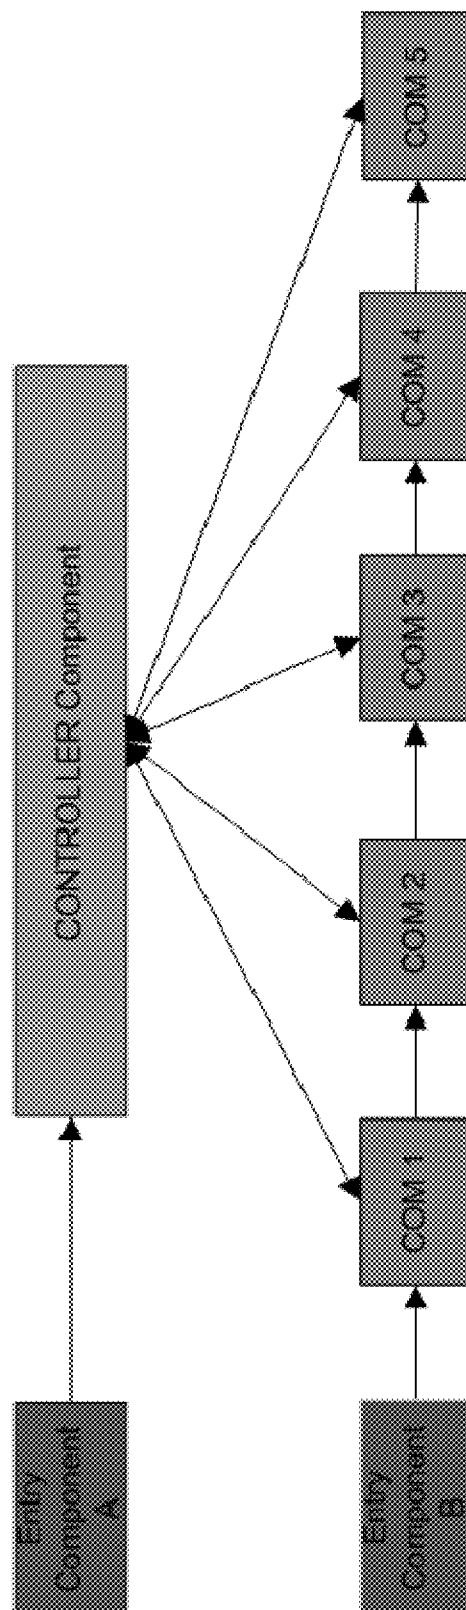 Entry
Component
A
CONTROLLER Component
Entry
Component
B
COM 1
COM 2
COM 3
COM 4
COM 5